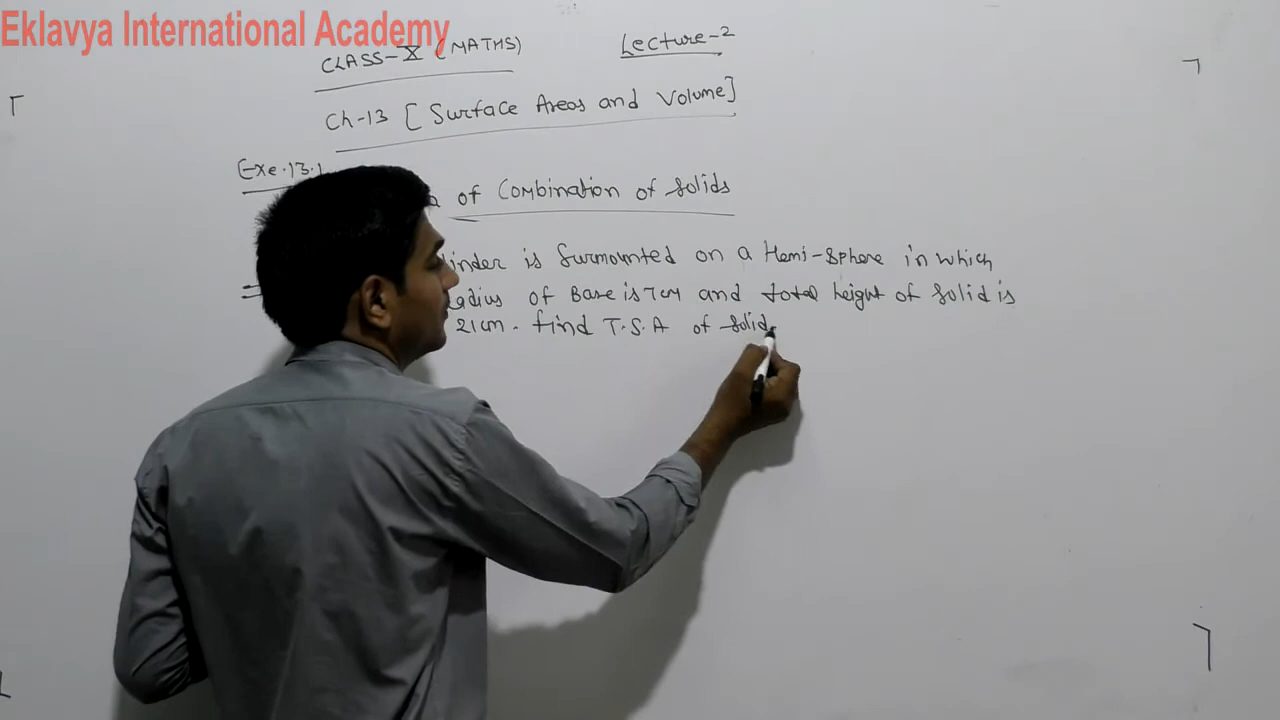 Eklavya International Academy
CLASS-X (MATHS) Lecture-2
Ch-13 [Surface Areas and Volume]
Exe.13.1
of Combination of Solids
inder is Surmounted on a Hemi-Sphere in which
adius of Base is 7cm and total height of Solid is
21cm. find T.S.A of Solid